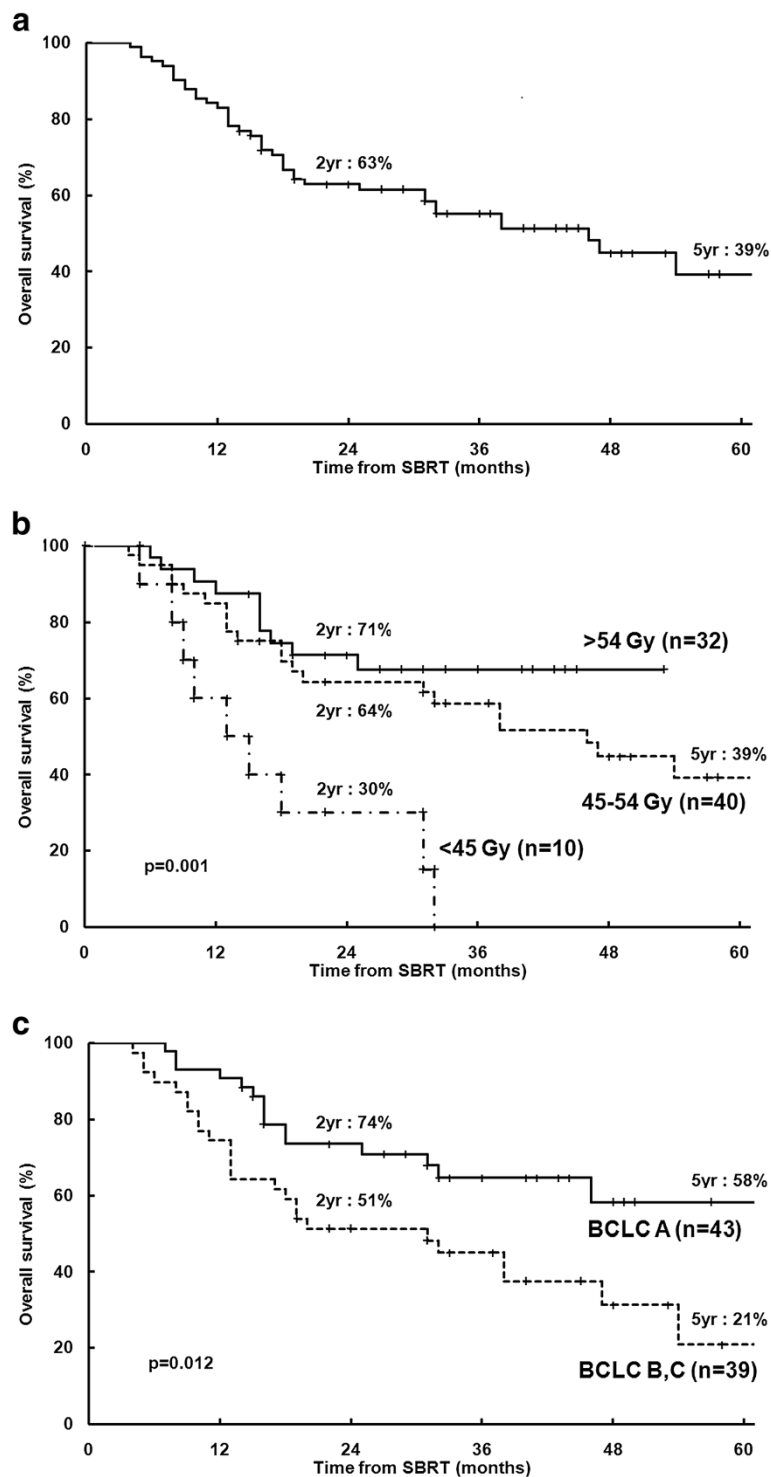 a
100
80
60
40
20
0
Overall survival (%)
2yr : 63%
5yr : 39%
0 12 24 36 48 60
Time from SBRT (months)
b
100
80
60
40
20
0
Overall survival (%)
2yr : 71%
>54 Gy (n=32)
2yr : 64%
5yr : 39%
2yr : 30%
45-54 Gy (n=40)
<45 Gy (n=10)
p=0.001
0 12 24 36 48 60
Time from SBRT (months)
c
100
80
60
40
20
0
Overall survival (%)
2yr : 74%
5yr : 58%
2yr : 51%
BCLC A (n=43)
5yr : 21%
p=0.012
BCLC B,C (n=39)
0 12 24 36 48 60
Time from SBRT (months)